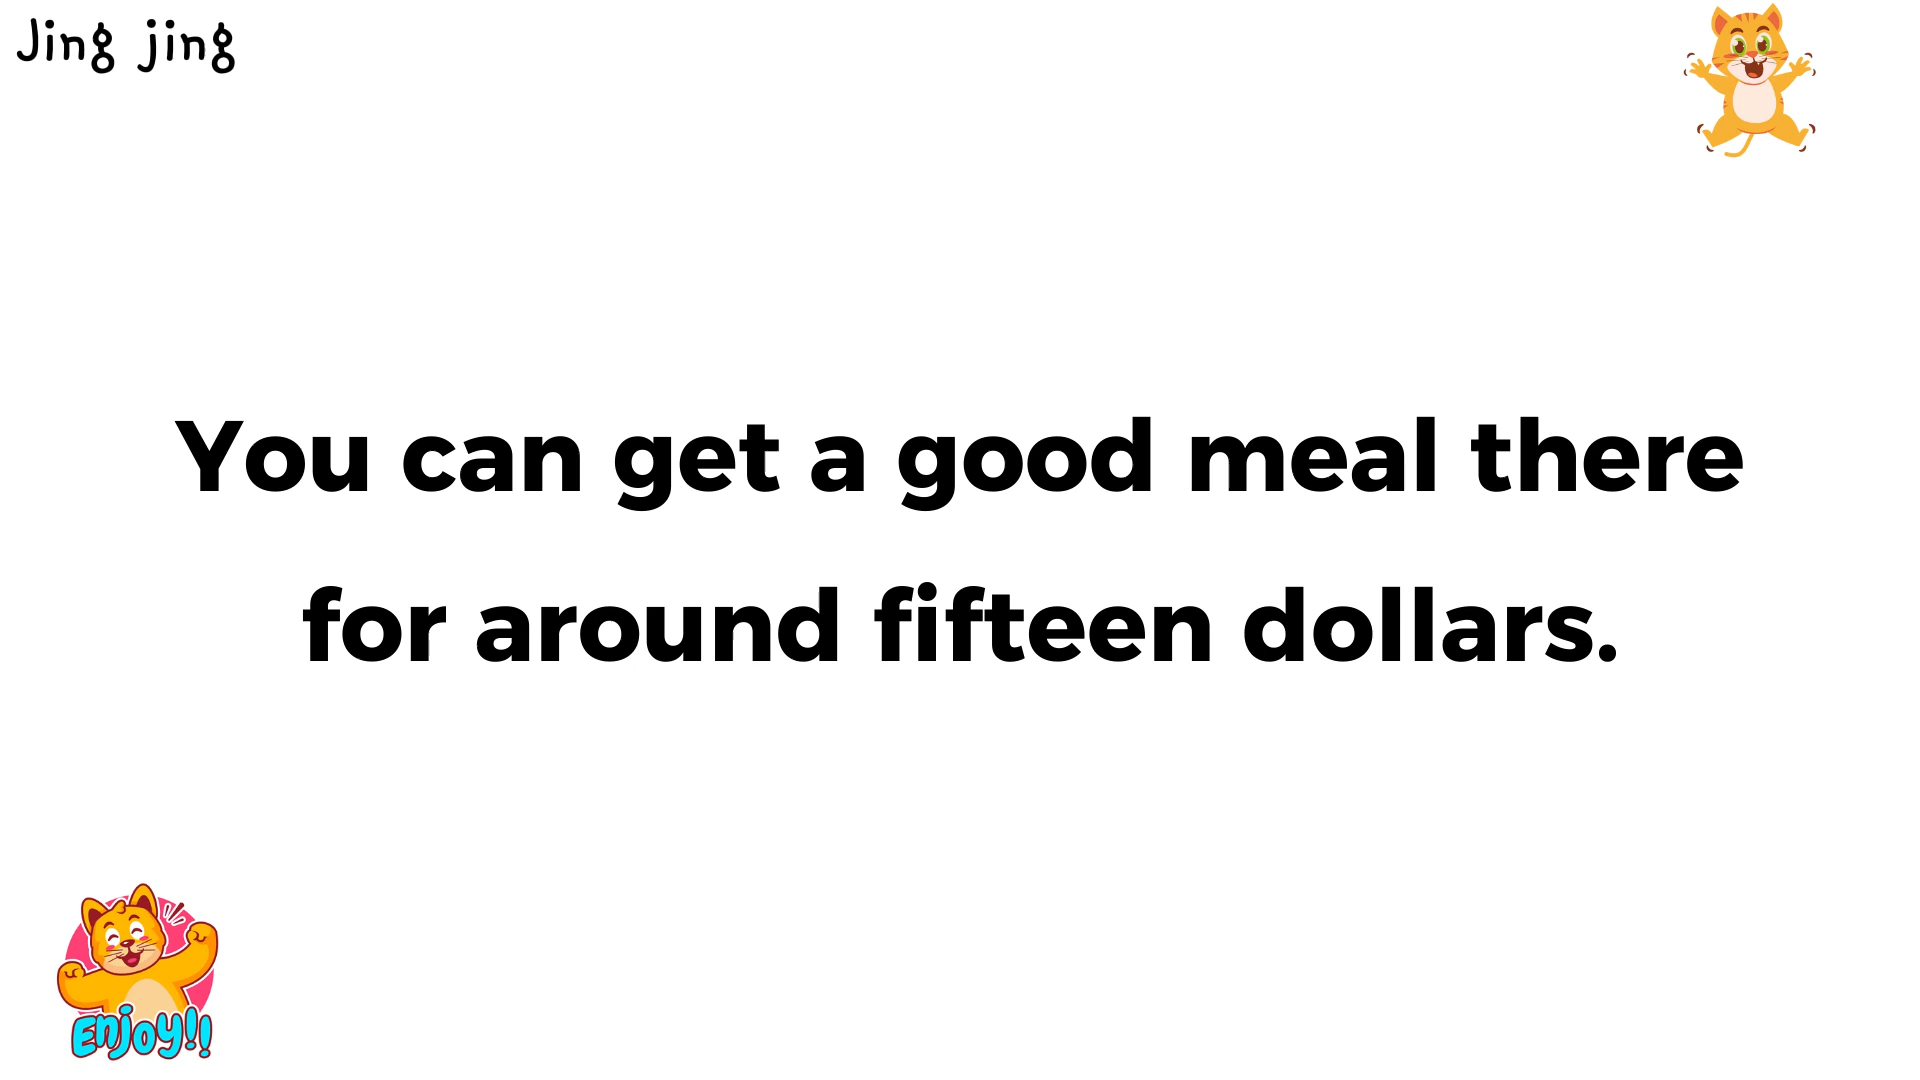 Jing jing
You can get a good meal there
for around fifteen dollars.
Enjoy!!